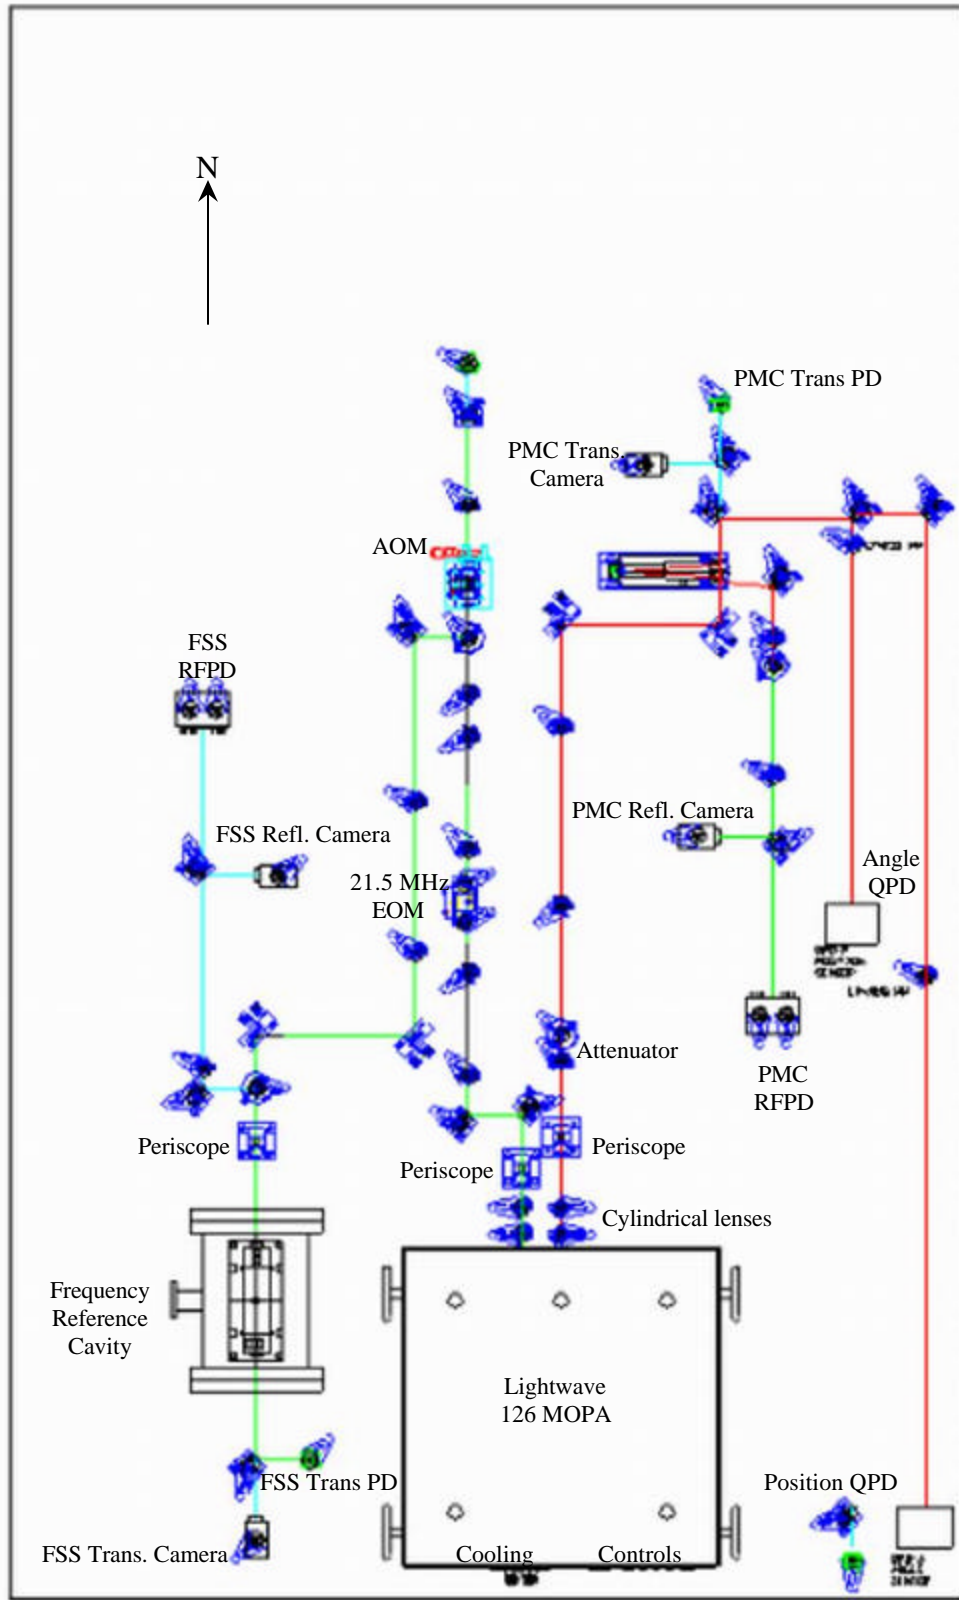 N
PMC Trans PD
PMC Trans.
Camera
AOM
FSS
RFPD
FSS Refl. Camera
PMC Refl. Camera
21.5 MHz
EOM
Angle
QPD
Attenuator
PMC
RFPD
Periscope
Periscope
Periscope
Cylindrical lenses
Frequency
Reference
Cavity
Lightwave
126 MOPA
FSS Trans PD
Position QPD
FSS Trans. Camera
Cooling
Controls